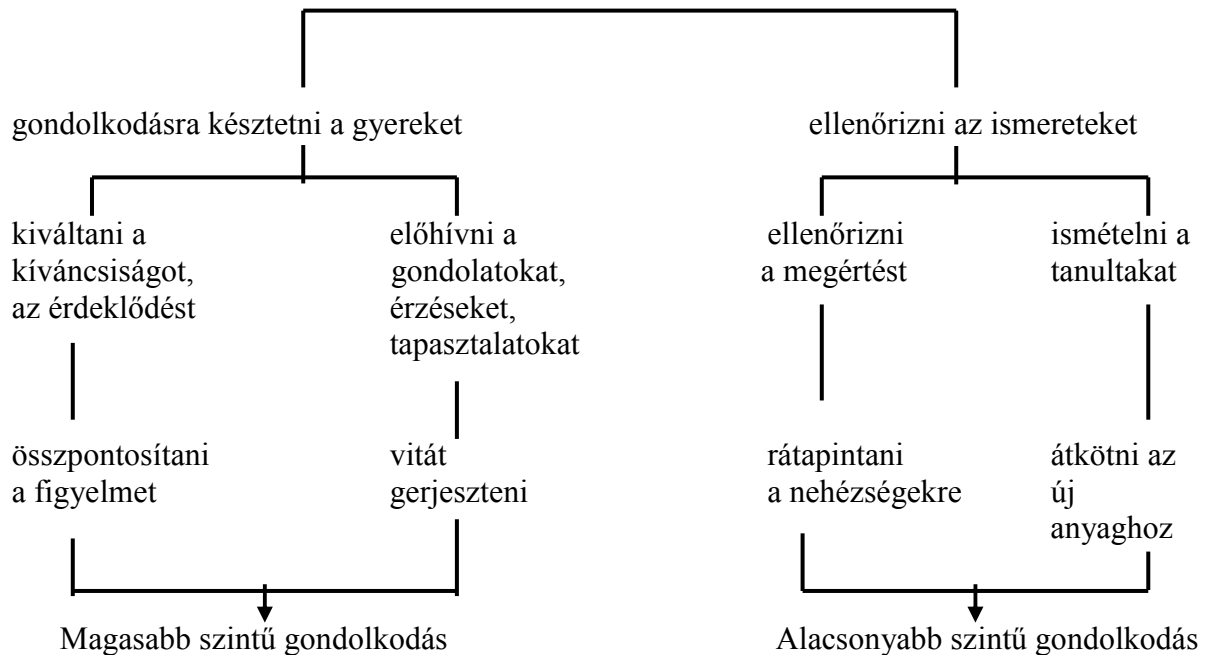 gondolkodásra késztetni a gyereket
ellenőrizni az ismereteket
kiváltani a
kíváncsiságot,
az érdeklődést
előhívni a
gondolatokat,
érzéseket,
tapasztalatokat
ellenőrizni
a megértést
ismételni a
tanultakat
összpontosítani
a figyelmet
vitát
gerjeszteni
rátapintani
a nehézségekre
átkötni az
új
anyaghoz
Magasabb szintű gondolkodás
Alacsonyabb szintű gondolkodás